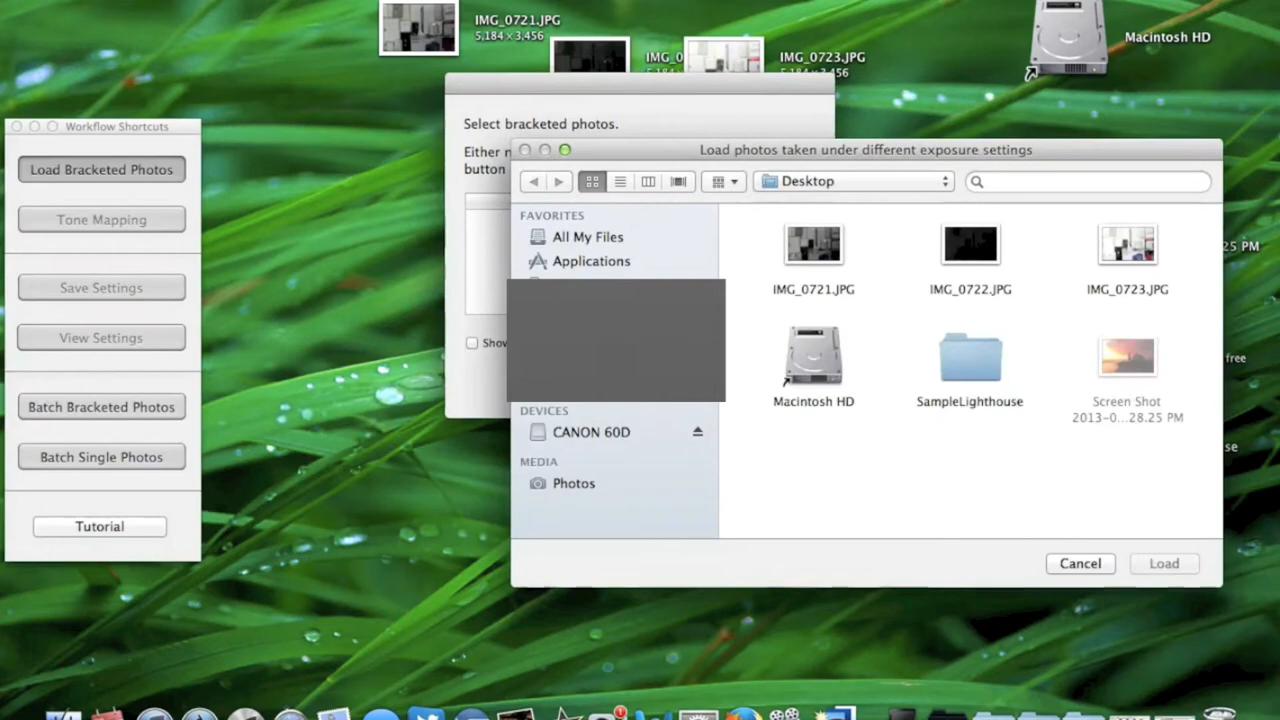 IMG_0721.JPG
5,184 × 3,456
IMG_0
IMG_0723.JPG
5,184 × 3,456
Macintosh HD
Workflow Shortcuts
Load Bracketed Photos
Tone Mapping
Save Settings
View Settings
Batch Bracketed Photos
Batch Single Photos
Tutorial
Select bracketed photos.
Either
button
Show
Load photos taken under different exposure settings
Desktop
FAVORITES
All My Files
Applications
DEVICES
CANON 60D
MEDIA
Photos
IMG_0721.JPG
IMG_0722.JPG
IMG_0723.JPG
Macintosh HD
SampleLighthouse
Screen Shot
2013-0...28.25 PM
Cancel
Load
25 PM
free
se
1